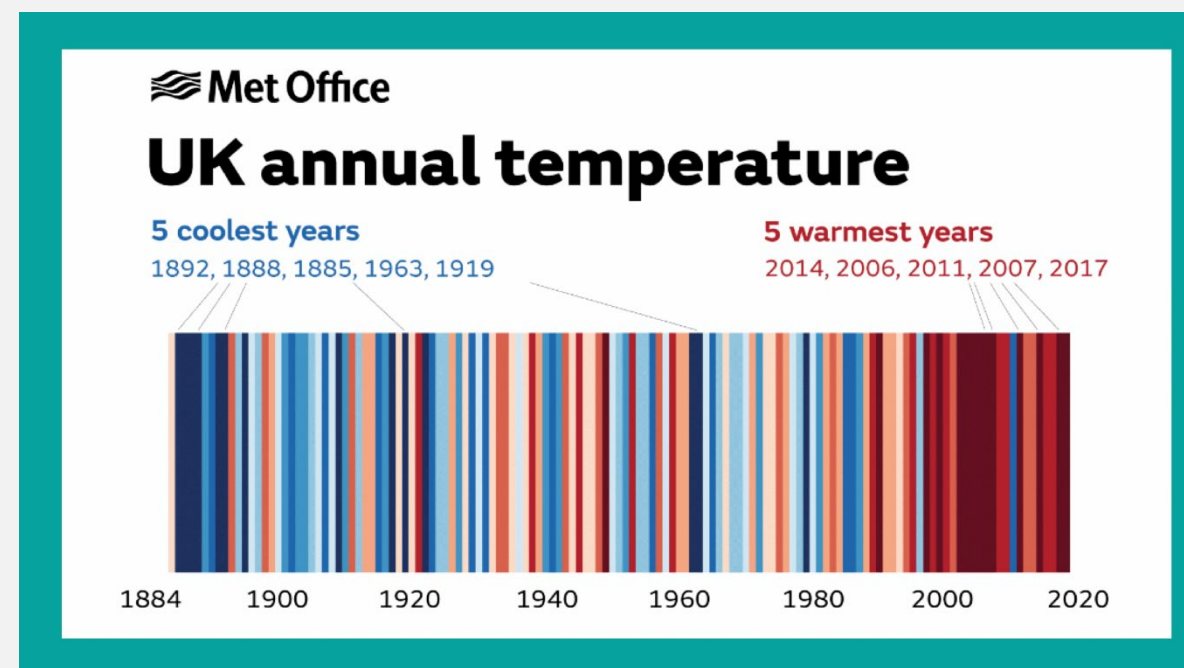 Met Office
UK annual temperature
5 coolest years
1892, 1888, 1885, 1963, 1919
5 warmest years
2014, 2006, 2011, 2007, 2017
1884 1900 1920 1940 1960 1980 2000 2020